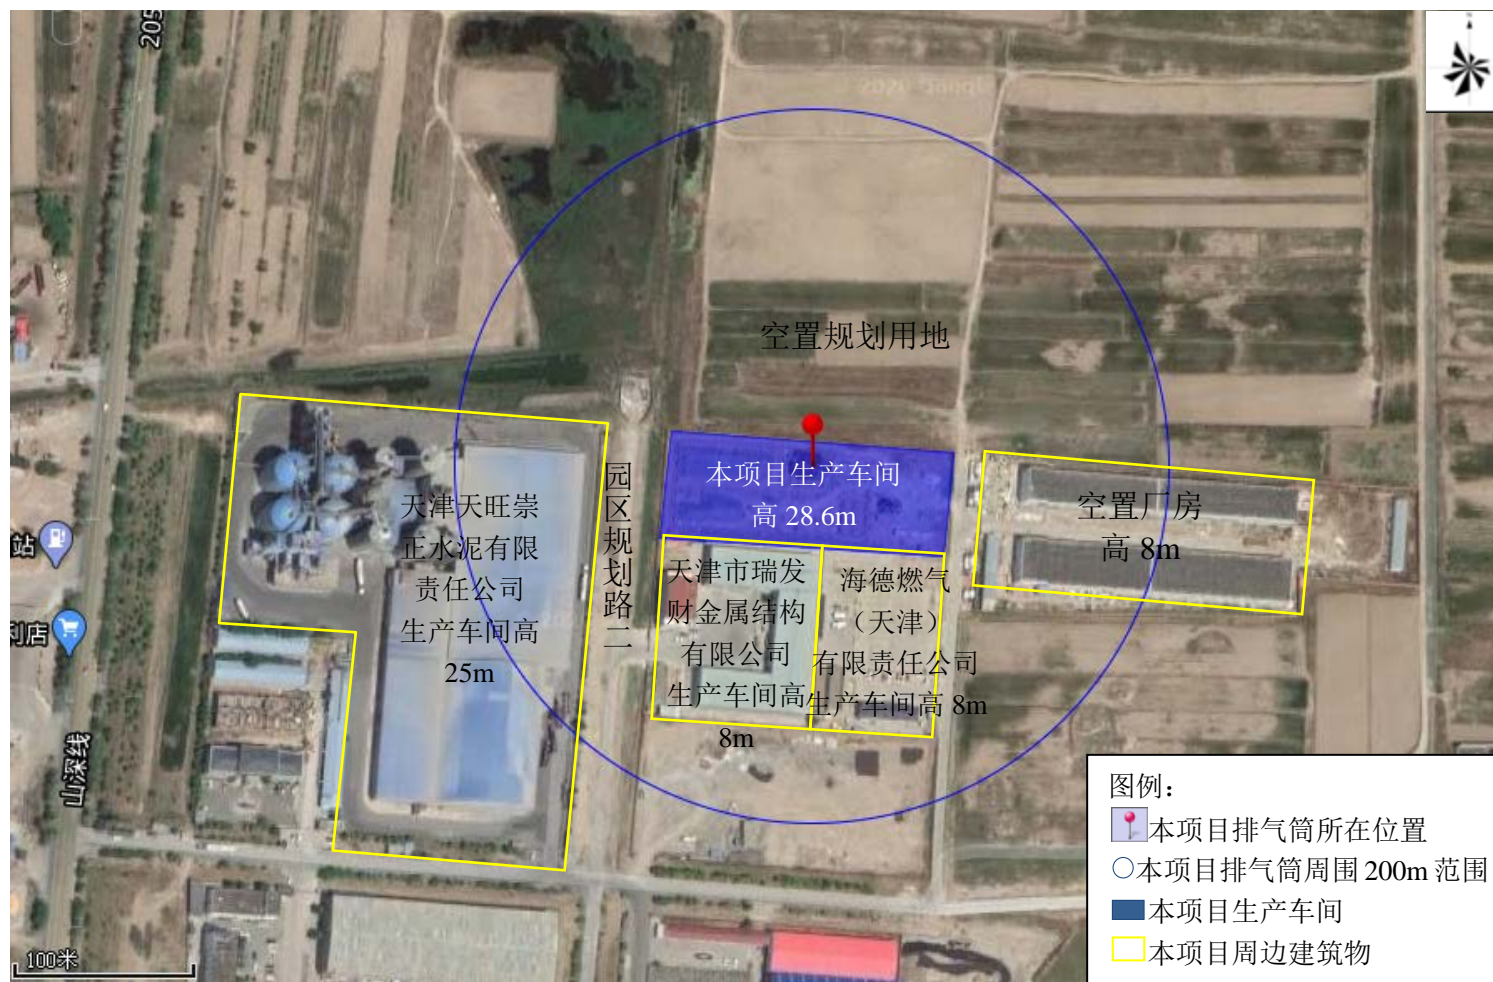 205
空置规划用地
本项目生产车间
高 28.6m
园区规划路二
空置厂房
高 8m
天津天旺崇
正水泥有限
责任公司
生产车间高
25m
天津市瑞发
财金属结构
有限公司
生产车间高
8m
海德燃气
（天津）
有限责任公司
生产车间高 8m
站
利店
山深线
100米
图例：
本项目排气筒所在位置
本项目排气筒周围 200m 范围
本项目生产车间
本项目周边建筑物